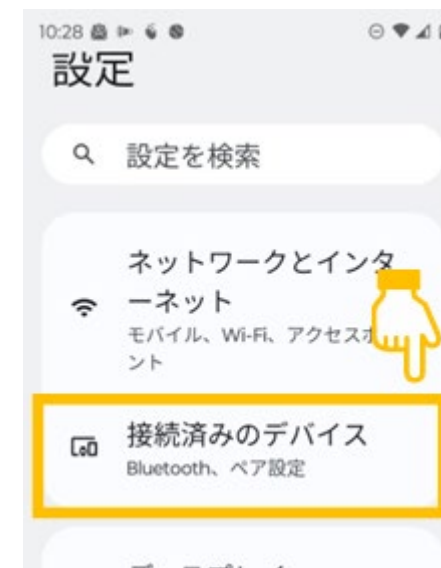 10:28
設定
設定を検索
ネットワークとインタ
ーネット
モバイル、Wi-Fi、アクセスポ
ント
接続済みのデバイス
Bluetooth、ペア設定